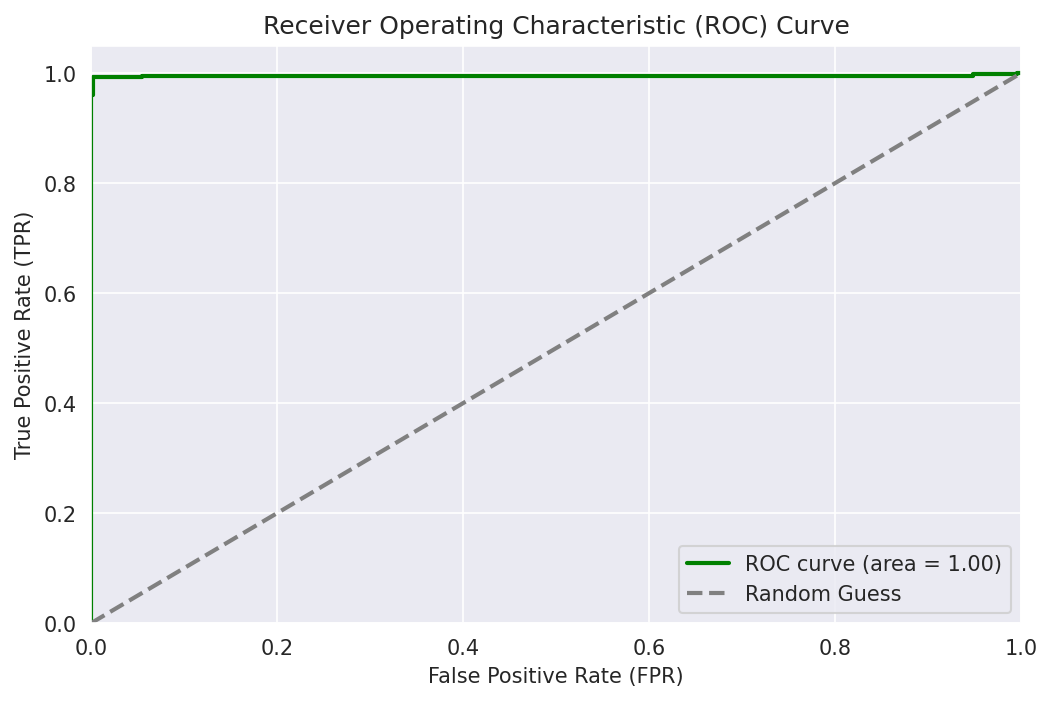 Receiver Operating Characteristic (ROC) Curve
True Positive Rate (TPR)
1.0
0.8
0.6
0.4
0.2
0.0
ROC curve (area = 1.00)
Random Guess
0.0 0.2 0.4 0.6 0.8 1.0
False Positive Rate (FPR)